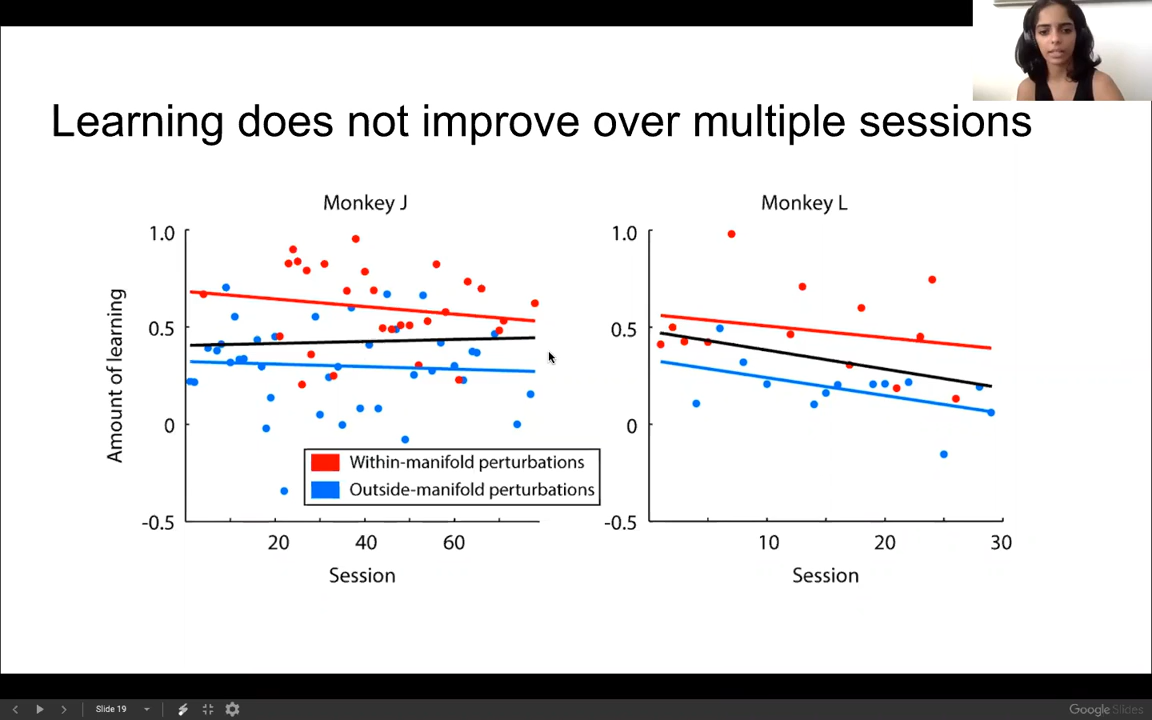 Learning does not improve over multiple sessions
Monkey J
Monkey L
Amount of learning
1.0
0.5
0
-0.5
20
40
60
Session
Within-manifold perturbations
Outside-manifold perturbations
1.0
0.5
0
-0.5
10
20
30
Session
Slide 19
Google Slides